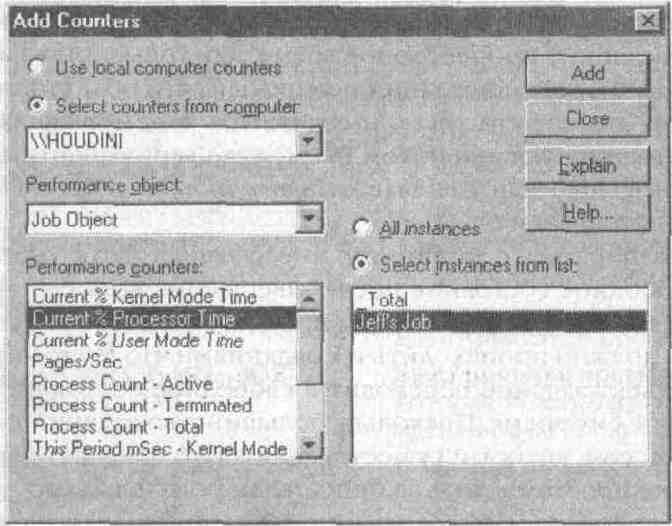 Add Counters
Use local computer counters
Select counters from computer:
\\HOUDINI
Performance object:
Job Object
Performance counters:
Current % Kernel Mode Time
Current % Processor Time
Current % User Mode Time
Pages/Sec
Process Count - Active
Process Count - Terminated
Process Count - Total
This Period mSec - Kernel Mode
Add
Close
Explain
Help...
All instances
Select instances from list:
_Total
Jeff's Job